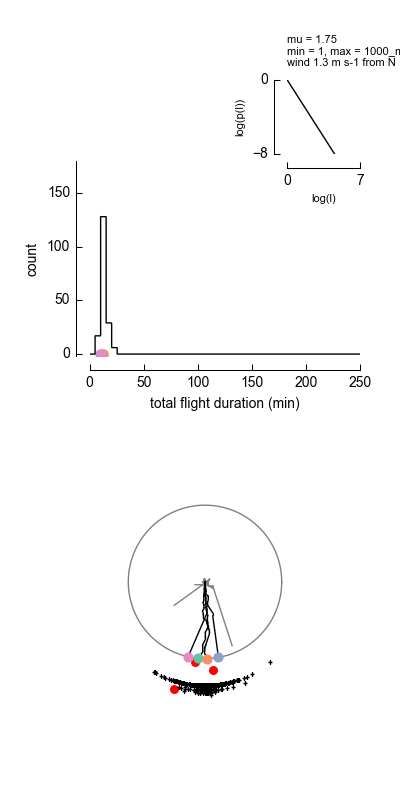 mu = 1.75
min = 1, max = 1000_m
wind 1.3 m s-1 from N
0
log(p(l))
−8
0
7
log(l)
150
100
50
0
count
0
50
100
150
200
250
total flight duration (min)